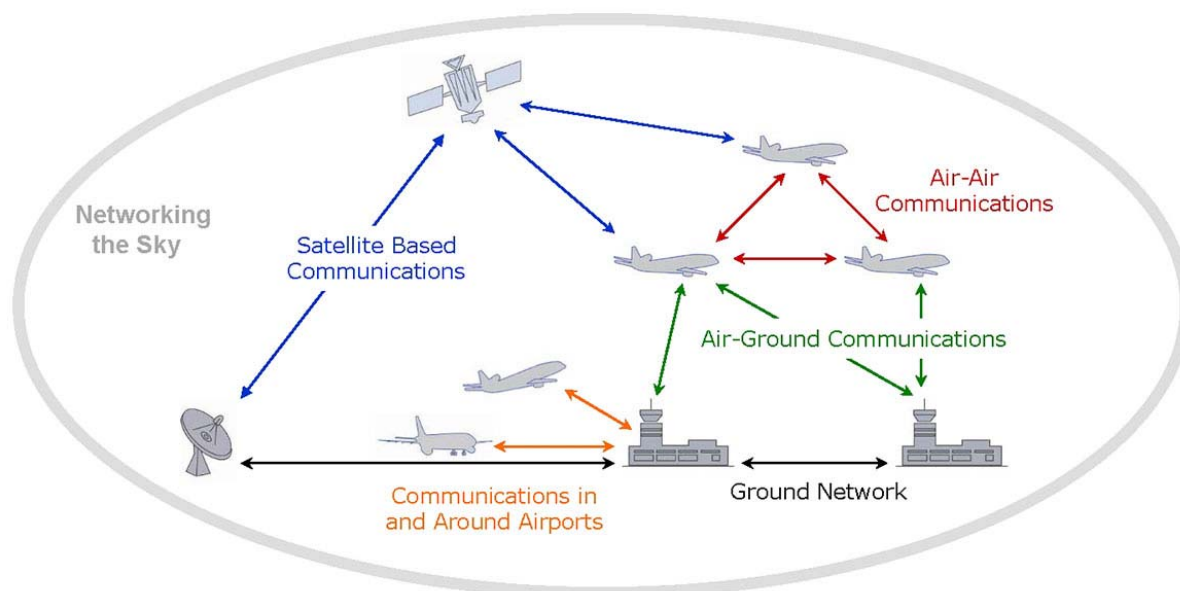 Networking
the Sky
Satellite Based
Communications
Air-Air
Communications
Air-Ground Communications
Communications in
and Around Airports
Ground Network